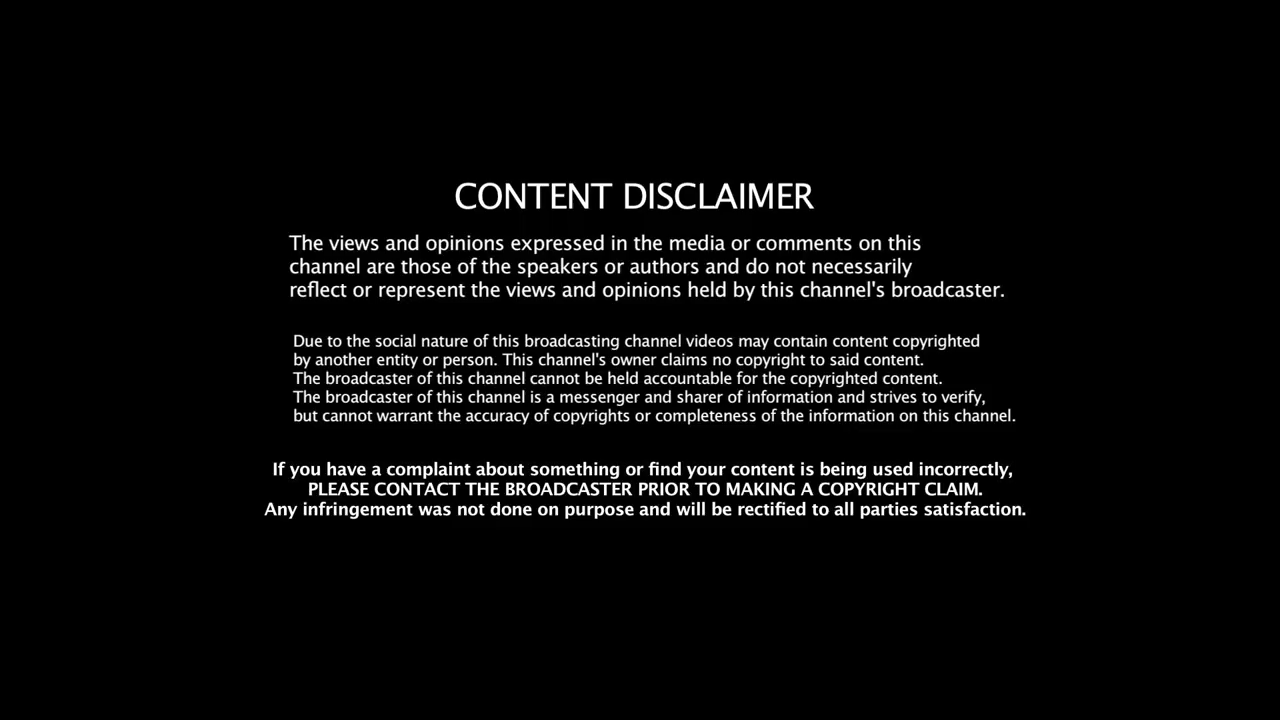 CONTENT DISCLAIMER
The views and opinions expressed in the media or comments on this
channel are those of the speakers or authors and do not necessarily
reflect or represent the views and opinions held by this channel's broadcaster.
Due to the social nature of this broadcasting channel videos may contain content copyrighted
by another entity or person. This channel's owner claims no copyright to said content.
The broadcaster of this channel cannot be held accountable for the copyrighted content.
The broadcaster of this channel is a messenger and sharer of information and strives to verify,
but cannot warrant the accuracy of copyrights or completeness of the information on this channel.
If you have a complaint about something or find your content is being used incorrectly,
PLEASE CONTACT THE BROADCASTER PRIOR TO MAKING A COPYRIGHT CLAIM.
Any infringement was not done on purpose and will be rectified to all parties satisfaction.